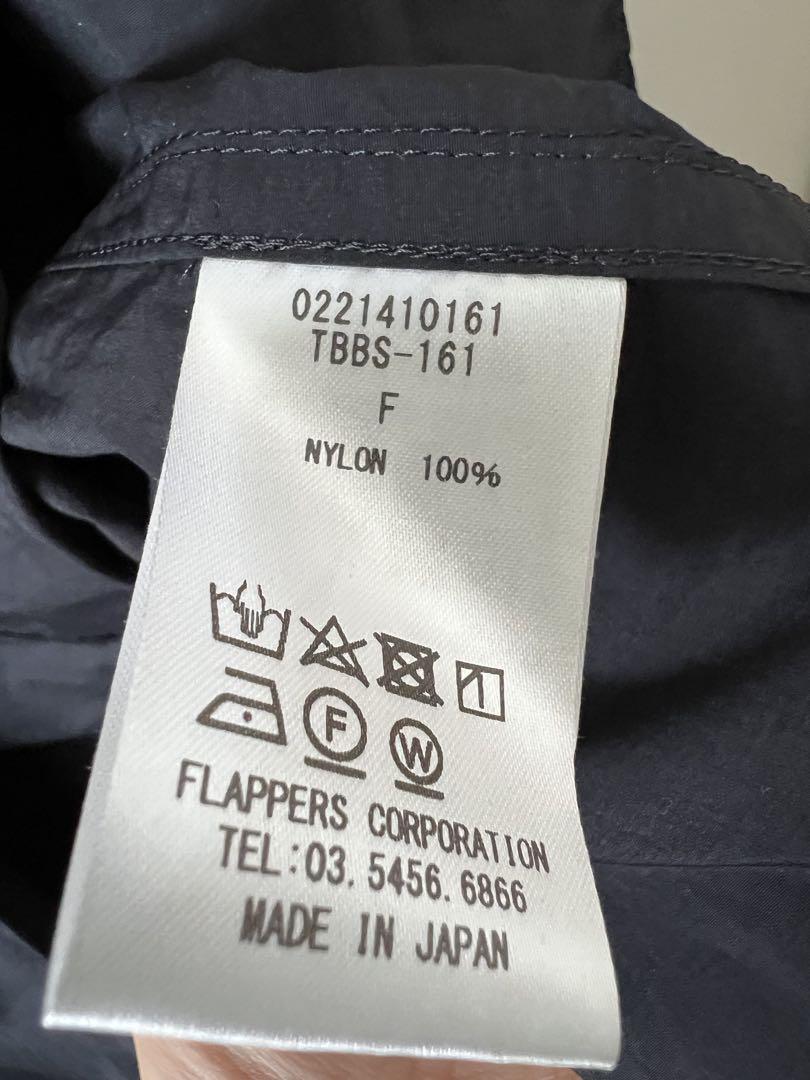 0221410161
TBBS-161
F
NYLON 100%
F W
FLAPPERS CORPORATION
TEL:03.5456.6866
MADE IN JAPAN